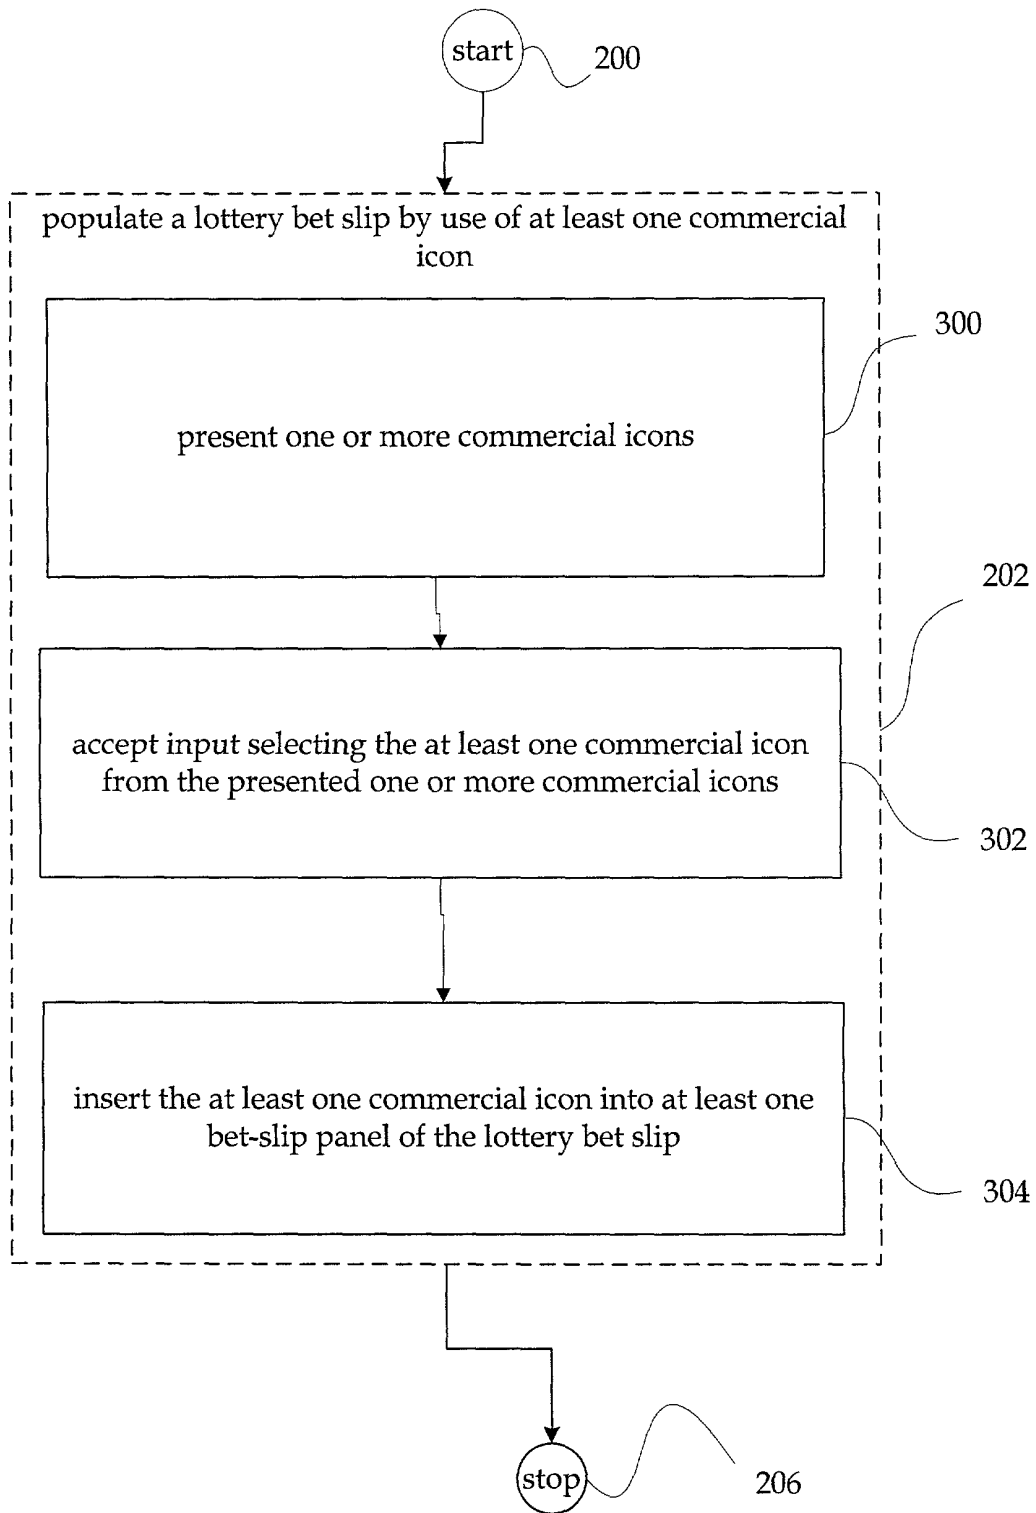 start
200
populate a lottery bet slip by use of at least one commercial
icon
300
present one or more commercial icons
202
accept input selecting the at least one commercial icon
from the presented one or more commercial icons
302
insert the at least one commercial icon into at least one
bet-slip panel of the lottery bet slip
304
stop
206